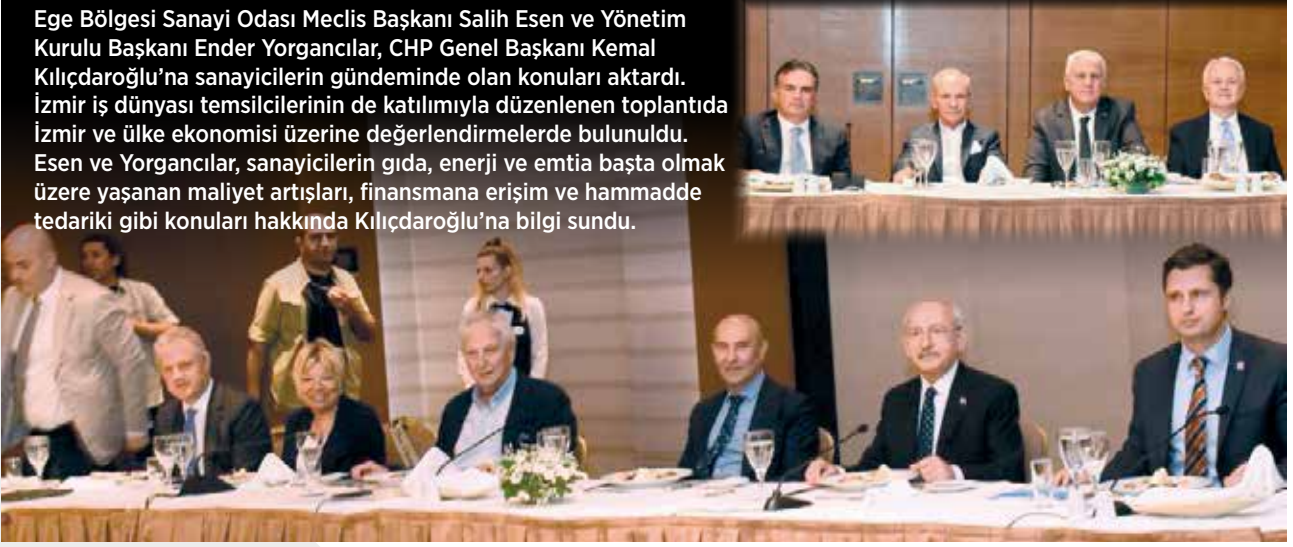 Ege Bölgesi Sanayi Odası Meclis Başkanı Salih Esen ve Yönetim
Kurulu Başkanı Ender Yorgancılar, CHP Genel Başkanı Kemal
Kılıçdaroğlu’na sanayicilerin gündeminde olan konuları aktardı.
İzmir iş dünyası temsilcilerinin de katılımıyla düzenlenen toplantıda
İzmir ve ülke ekonomisi üzerine değerlendirmelerde bulunuldu.
Esen ve Yorgancılar, sanayicilerin gıda, enerji ve emtia başta olmak
üzere yaşanan maliyet artışları, finansmana erişim ve hammadde
tedariki gibi konuları hakkında Kılıçdaroğlu’na bilgi sundu.